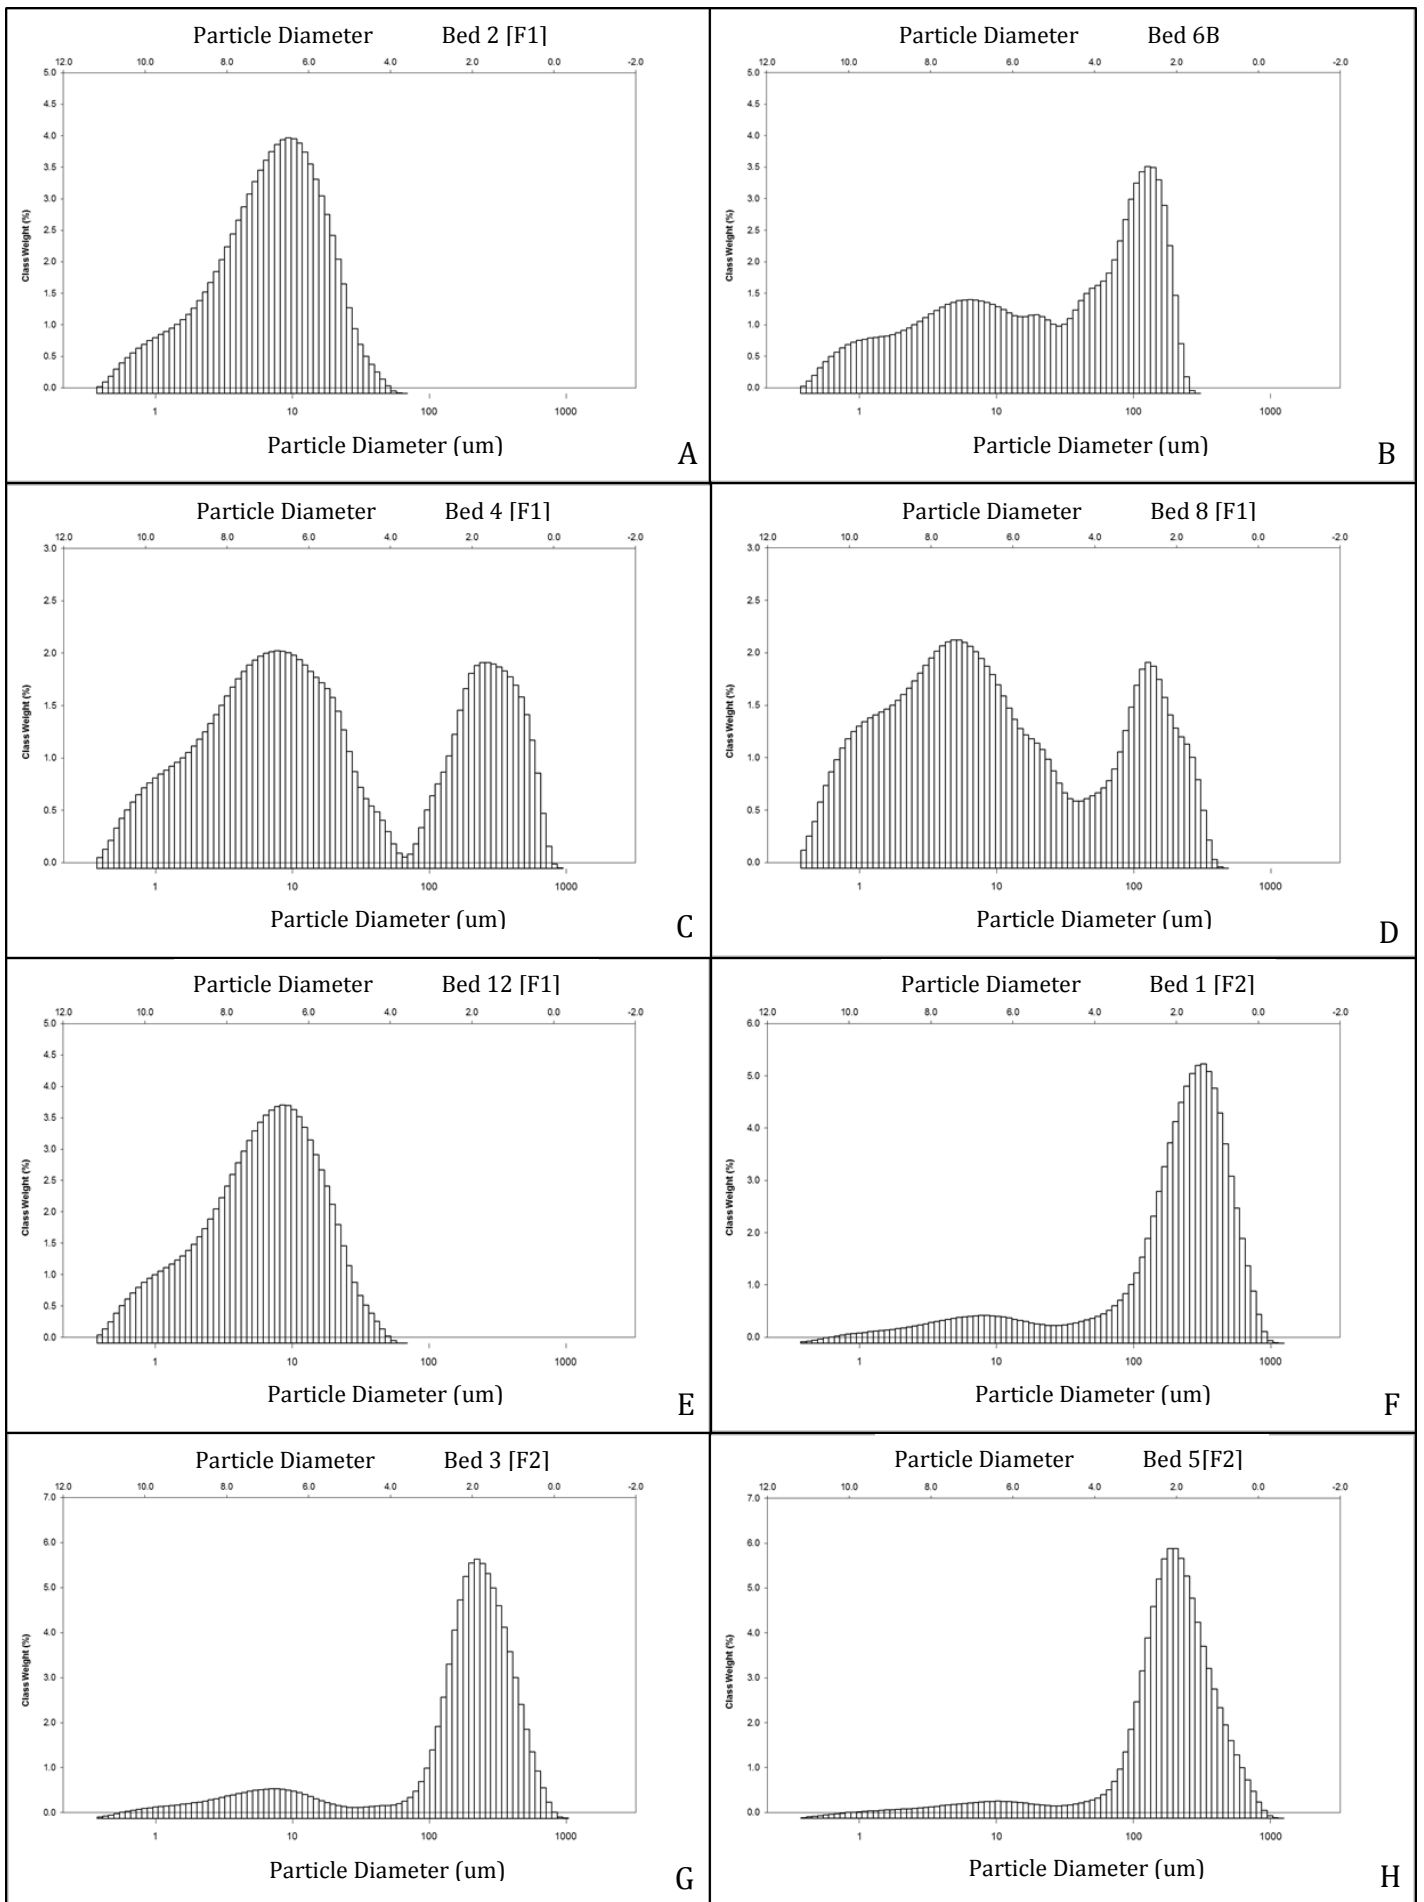 Particle Diameter Bed 2 [F1]
12.0 10.0 8.0 6.0 4.0 2.0 0.0 -2.0
5.0
4.5
4.0
3.5
3.0
2.5
2.0
1.5
1.0
0.5
0.0
Class Weight (%)
1 10 100 1000
Particle Diameter (um)
A
Particle Diameter Bed 6B
12.0 10.0 8.0 6.0 4.0 2.0 0.0 -2.0
5.0
4.5
4.0
3.5
3.0
2.5
2.0
1.5
1.0
0.5
0.0
Class Weight (%)
1 10 100 1000
Particle Diameter (um)
B
Particle Diameter Bed 4 [F1]
12.0 10.0 8.0 6.0 4.0 2.0 0.0 -2.0
3.0
2.5
2.0
1.5
1.0
0.5
0.0
Class Weight (%)
1 10 100 1000
Particle Diameter (um)
C
Particle Diameter Bed 8 [F1]
12.0 10.0 8.0 6.0 4.0 2.0 0.0 -2.0
3.0
2.5
2.0
1.5
1.0
0.5
0.0
Class Weight (%)
1 10 100 1000
Particle Diameter (um)
D
Particle Diameter Bed 12 [F1]
12.0 10.0 8.0 6.0 4.0 2.0 0.0 -2.0
5.0
4.5
4.0
3.5
3.0
2.5
2.0
1.5
1.0
0.5
0.0
Class Weight (%)
1 10 100 1000
Particle Diameter (um)
E
Particle Diameter Bed 1 [F2]
12.0 10.0 8.0 6.0 4.0 2.0 0.0 -2.0
6.0
5.0
4.0
3.0
2.0
1.0
0.0
Class Weight (%)
1 10 100 1000
Particle Diameter (um)
F
Particle Diameter Bed 3 [F2]
12.0 10.0 8.0 6.0 4.0 2.0 0.0 -2.0
7.0
6.0
5.0
4.0
3.0
2.0
1.0
0.0
Class Weight (%)
1 10 100 1000
Particle Diameter (um)
G
Particle Diameter Bed 5[F2]
12.0 10.0 8.0 6.0 4.0 2.0 0.0 -2.0
7.0
6.0
5.0
4.0
3.0
2.0
1.0
0.0
Class Weight (%)
1 10 100 1000
Particle Diameter (um)
H